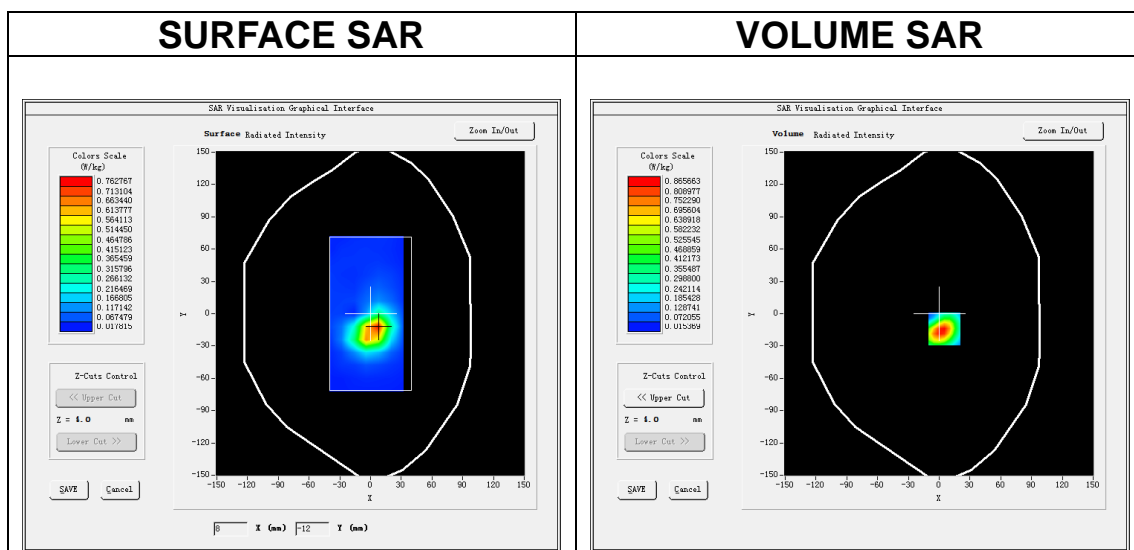 SURFACE SAR
VOLUME SAR
SAR Visualisation Graphical Interface
Surface Radiated Intensity
Zoom In/Out
Colors Scale
(W/kg)
0.762767
0.713104
0.663440
0.613777
0.564113
0.514450
0.464786
0.415123
0.365459
0.315796
0.266132
0.216469
0.166805
0.117142
0.067479
0.017815
Z-Cuts Control
<< Upper Cut
Z = 4.0 mm
Lower Cut >>
SAVE Cancel
150
120
90
60
30
0
-30
-60
-90
-120
-150
Y
-150 -120 -90 -60 -30 0 30 60 90 120 150
X
8 X (mm) -12 Y (mm)
SAR Visualisation Graphical Interface
Volume Radiated Intensity
Zoom In/Out
Colors Scale
(W/kg)
0.865663
0.808977
0.752290
0.695604
0.638918
0.582232
0.525545
0.468859
0.412173
0.355487
0.298800
0.242114
0.185428
0.128741
0.072055
0.015369
Z-Cuts Control
<< Upper Cut
Z = 4.0 mm
Lower Cut >>
SAVE Cancel
150
120
90
60
30
0
-30
-60
-90
-120
-150
Y
-150 -120 -90 -60 -30 0 30 60 90 120 150
X